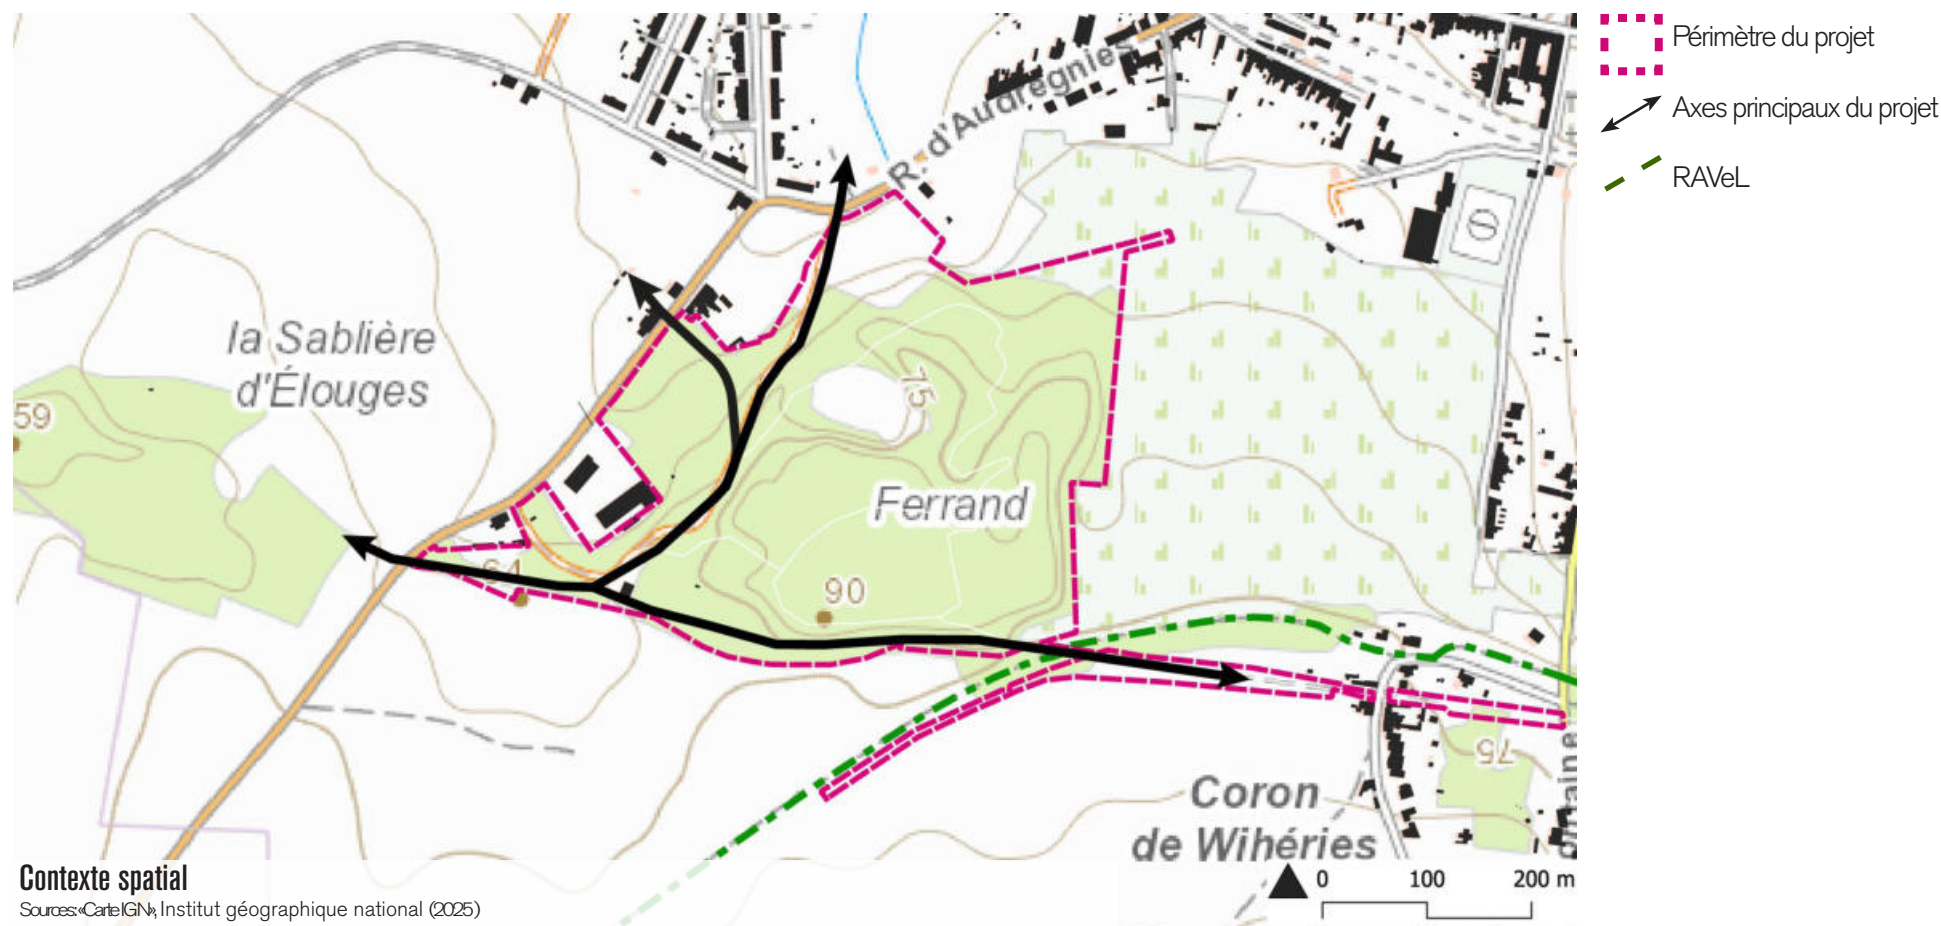 Périmètre du projet
Axes principaux du projet
RAVeL
R. d'Audregnies
la Sablière
d'Élouges
59
75
Ferrand
64
90
75
Coron
de Wihéries
Contexte spatial
Sources: «Carte IGN», Institut géographique national (2025)
0 100 200 m